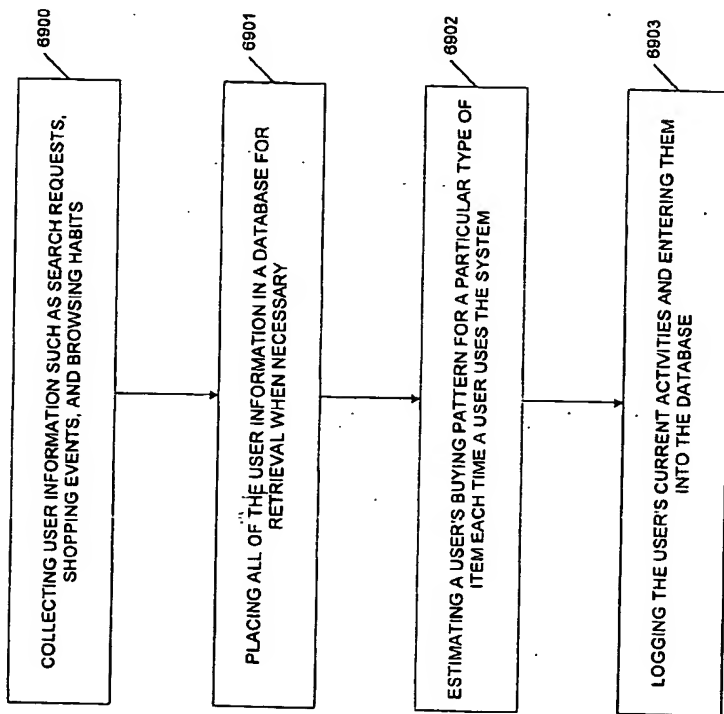 6900
COLLECTING USER INFORMATION SUCH AS SEARCH REQUESTS,
SHOPPING EVENTS, AND BROWSING HABITS
6901
PLACING ALL OF THE USER INFORMATION IN A DATABASE FOR
RETRIEVAL WHEN NECESSARY
6902
ESTIMATING A USER'S BUYING PATTERN FOR A PARTICULAR TYPE OF
ITEM EACH TIME A USER USES THE SYSTEM
6903
LOGGING THE USER'S CURRENT ACTIVITIES AND ENTERING THEM
INTO THE DATABASE